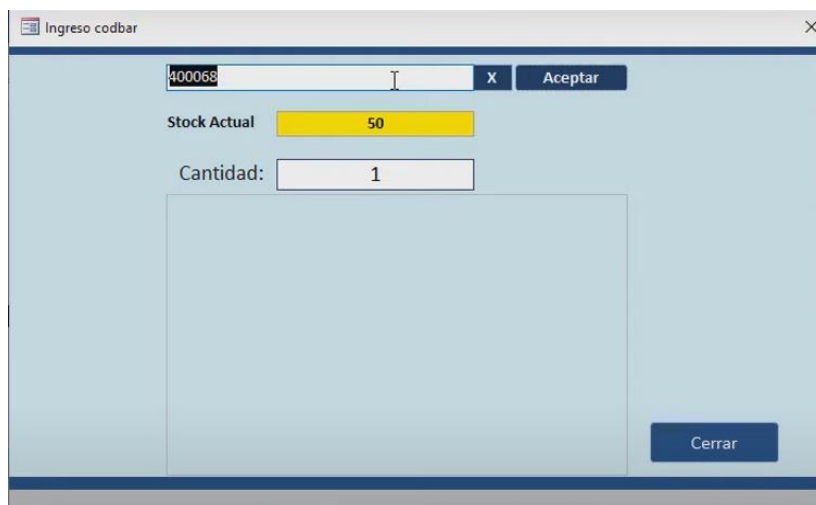 Ingreso codbar
400068 X Aceptar
Stock Actual 50
Cantidad: 1
Cerrar